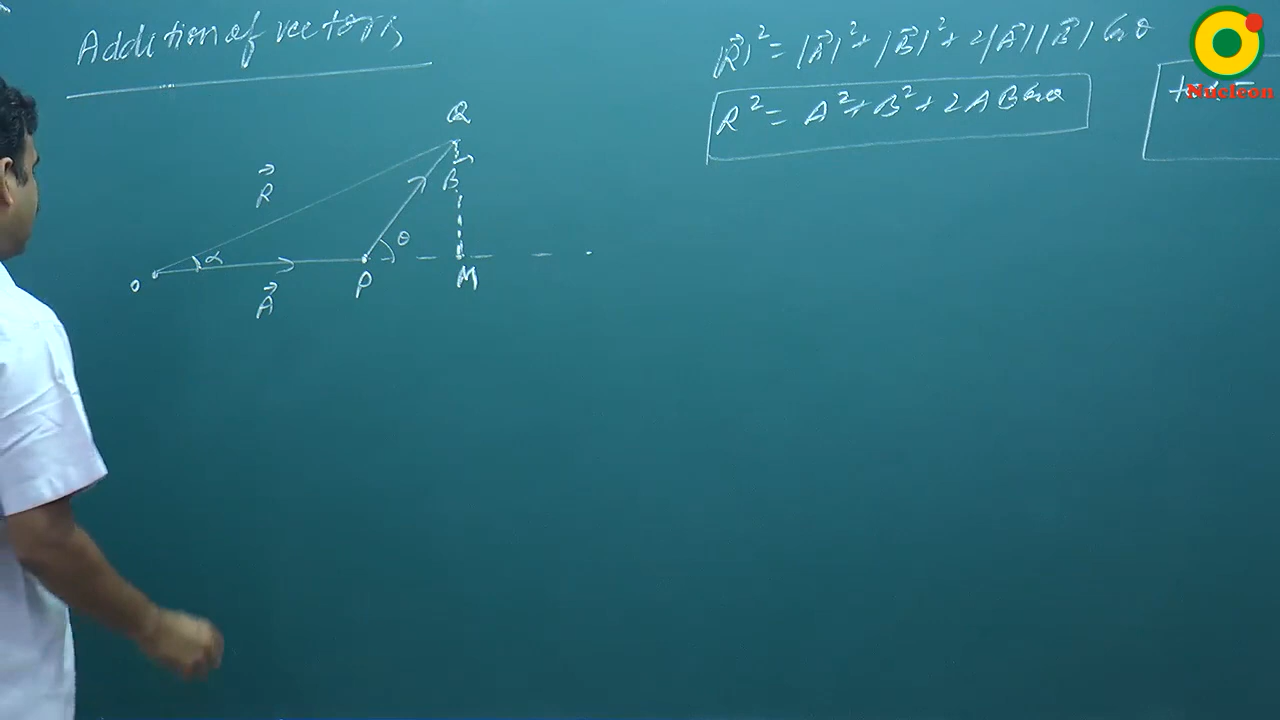 Addition of vectors
|R⃗|² = |A⃗|² + |B⃗|² + 2|A⃗||B⃗| Cos θ
R² = A² + B² + 2AB Cos θ
Nucleon
Q
R⃗
B⃗
α
θ
O
A⃗
P
M